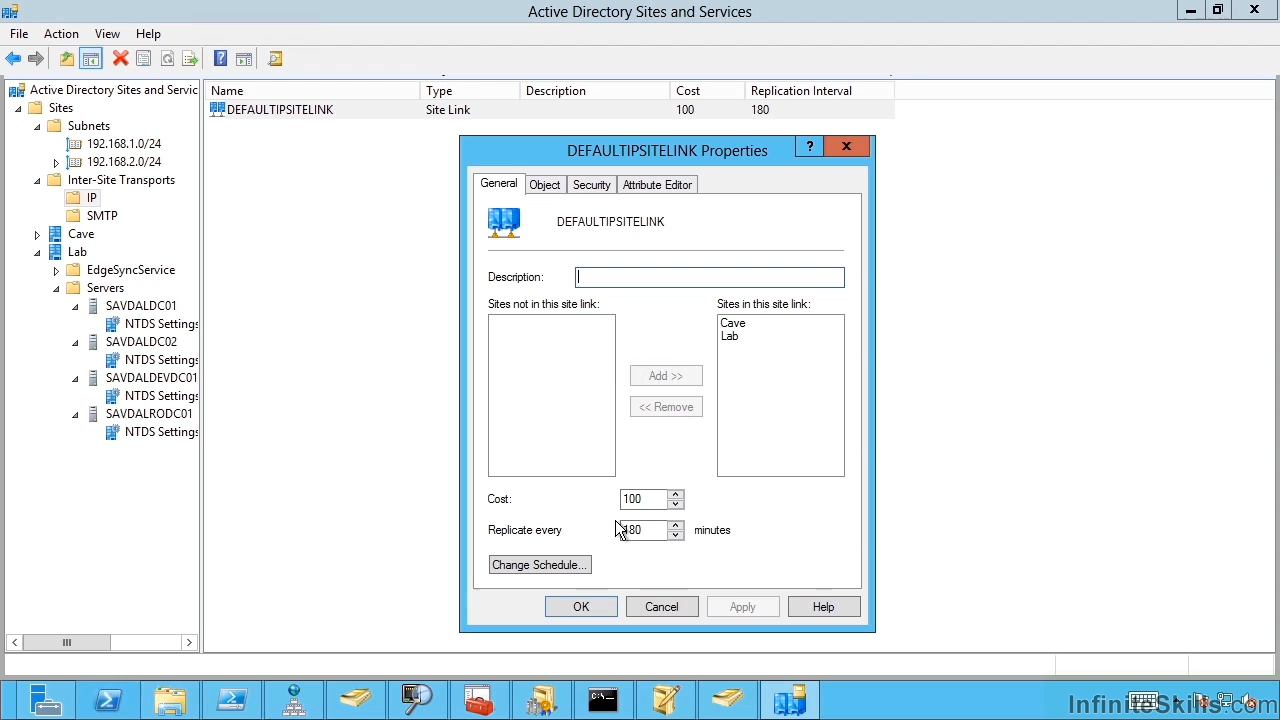 Active Directory Sites and Services
File Action View Help
Active Directory Sites and Servic
Name Type Description Cost Replication Interval
Sites
DEFAULTIPSITELINK Site Link 100 180
Subnets
192.168.1.0/24
192.168.2.0/24
Inter-Site Transports
IP
SMTP
Cave
Lab
EdgeSyncService
Servers
SAVDALDC01
NTDS Settings
SAVDALDC02
NTDS Settings
SAVDALDEVDC01
NTDS Settings
SAVDALRODC01
NTDS Settings
DEFAULTIPSITELINK Properties
General Object Security Attribute Editor
DEFAULTIPSITELINK
Description:
Sites not in this site link: Sites in this site link:
Cave
Lab
Add >>
<< Remove
Cost: 100
Replicate every 180 minutes
Change Schedule...
OK Cancel Apply Help
InfiniteSkills.com